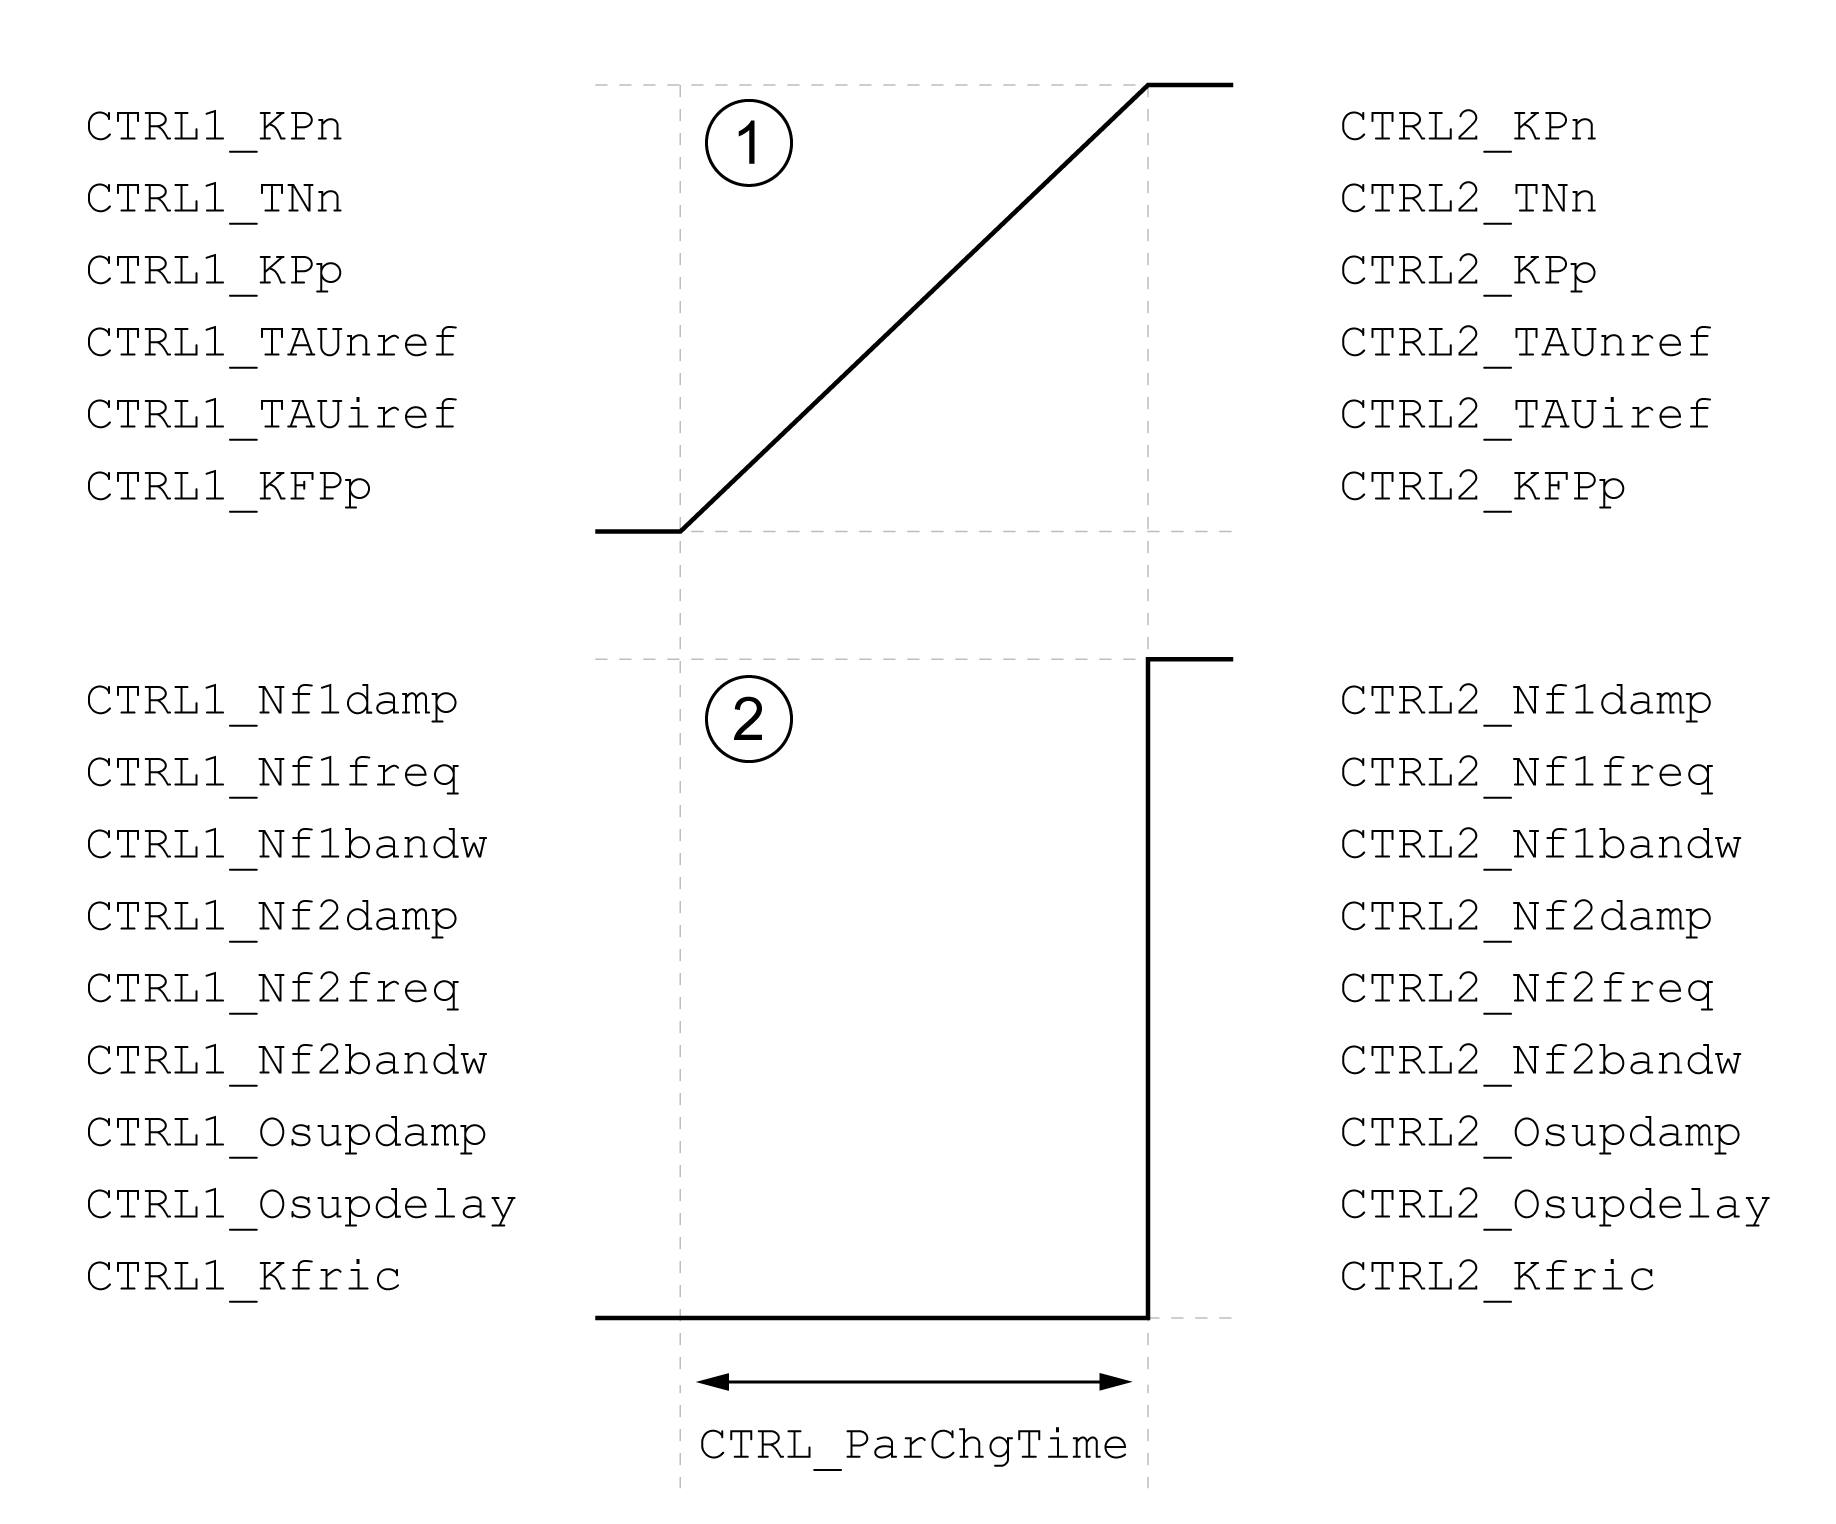 1
CTRL1_KPn
CTRL1_TNn
CTRL1_KPp
CTRL1_TAUnref
CTRL1_TAUiref
CTRL1_KFPp
CTRL2_KPn
CTRL2_TNn
CTRL2_KPp
CTRL2_TAUnref
CTRL2_TAUiref
CTRL2_KFPp
2
CTRL1_Nf1damp
CTRL1_Nf1freq
CTRL1_Nf1bandw
CTRL1_Nf2damp
CTRL1_Nf2freq
CTRL1_Nf2bandw
CTRL1_Osupdamp
CTRL1_Osupdelay
CTRL1_Kfric
CTRL2_Nf1damp
CTRL2_Nf1freq
CTRL2_Nf1bandw
CTRL2_Nf2damp
CTRL2_Nf2freq
CTRL2_Nf2bandw
CTRL2_Osupdamp
CTRL2_Osupdelay
CTRL2_Kfric
CTRL_ParChgTime